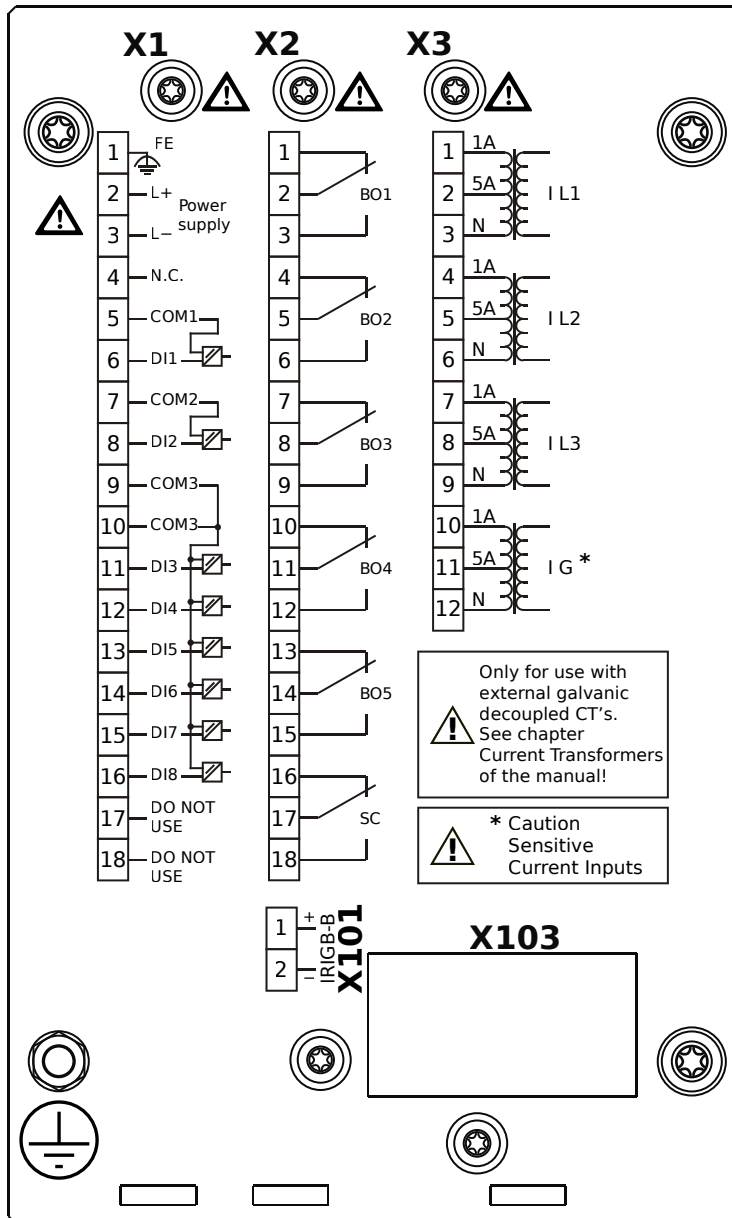 X1 X2 X3
1 FE
2 L+ Power
3 L− supply
4 N.C.
5 COM1
6 DI1
7 COM2
8 DI2
9 COM3
10 COM3
11 DI3
12 DI4
13 DI5
14 DI6
15 DI7
16 DI8
17 DO NOT
USE
18 DO NOT
USE
1
2 BO1
3
4
5 BO2
6
7
8 BO3
9
10
11 BO4
12
13
14 BO5
15
16
17 SC
18
1 1A
2 5A I L1
3 N
4 1A
5 5A I L2
6 N
7 1A
8 5A I L3
9 N
10 1A
11 5A I G *
12 N
Only for use with
external galvanic
decoupled CT's.
See chapter
Current Transformers
of the manual!
* Caution
Sensitive
Current Inputs
1 +
2 −
IRIGB-B
X101
X103